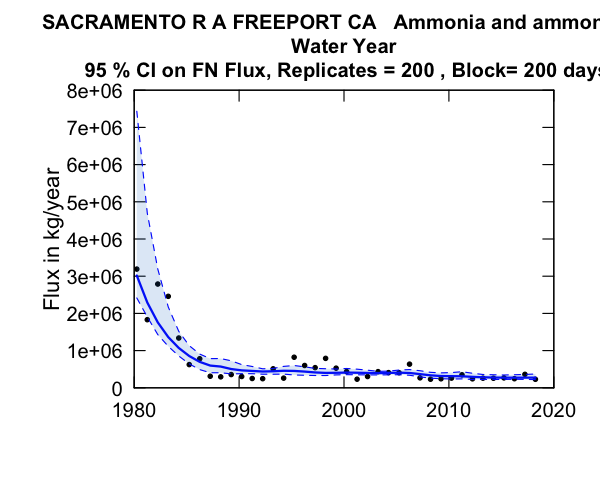 SACRAMENTO R A FREEPORT CA Ammonia and ammon
Water Year
95 % CI on FN Flux, Replicates = 200 , Block= 200 days
Flux in kg/year
8e+06
7e+06
6e+06
5e+06
4e+06
3e+06
2e+06
1e+06
0
1980 1990 2000 2010 2020